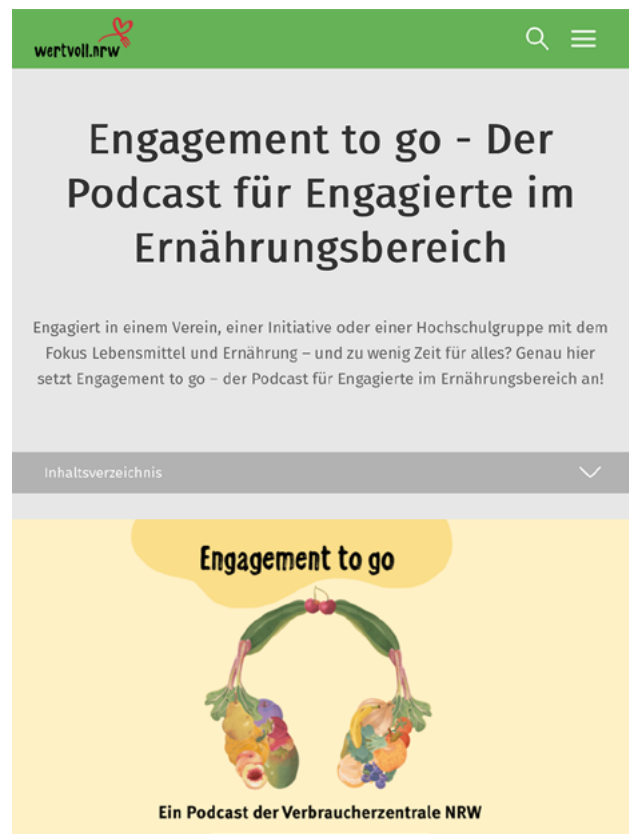 wertvoll.nrw
Engagement to go - Der
Podcast für Engagierte im
Ernährungsbereich
Engagiert in einem Verein, einer Initiative oder einer Hochschulgruppe mit dem
Fokus Lebensmittel und Ernährung – und zu wenig Zeit für alles? Genau hier
setzt Engagement to go – der Podcast für Engagierte im Ernährungsbereich an!
Inhaltsverzeichnis
Engagement to go
Ein Podcast der Verbraucherzentrale NRW